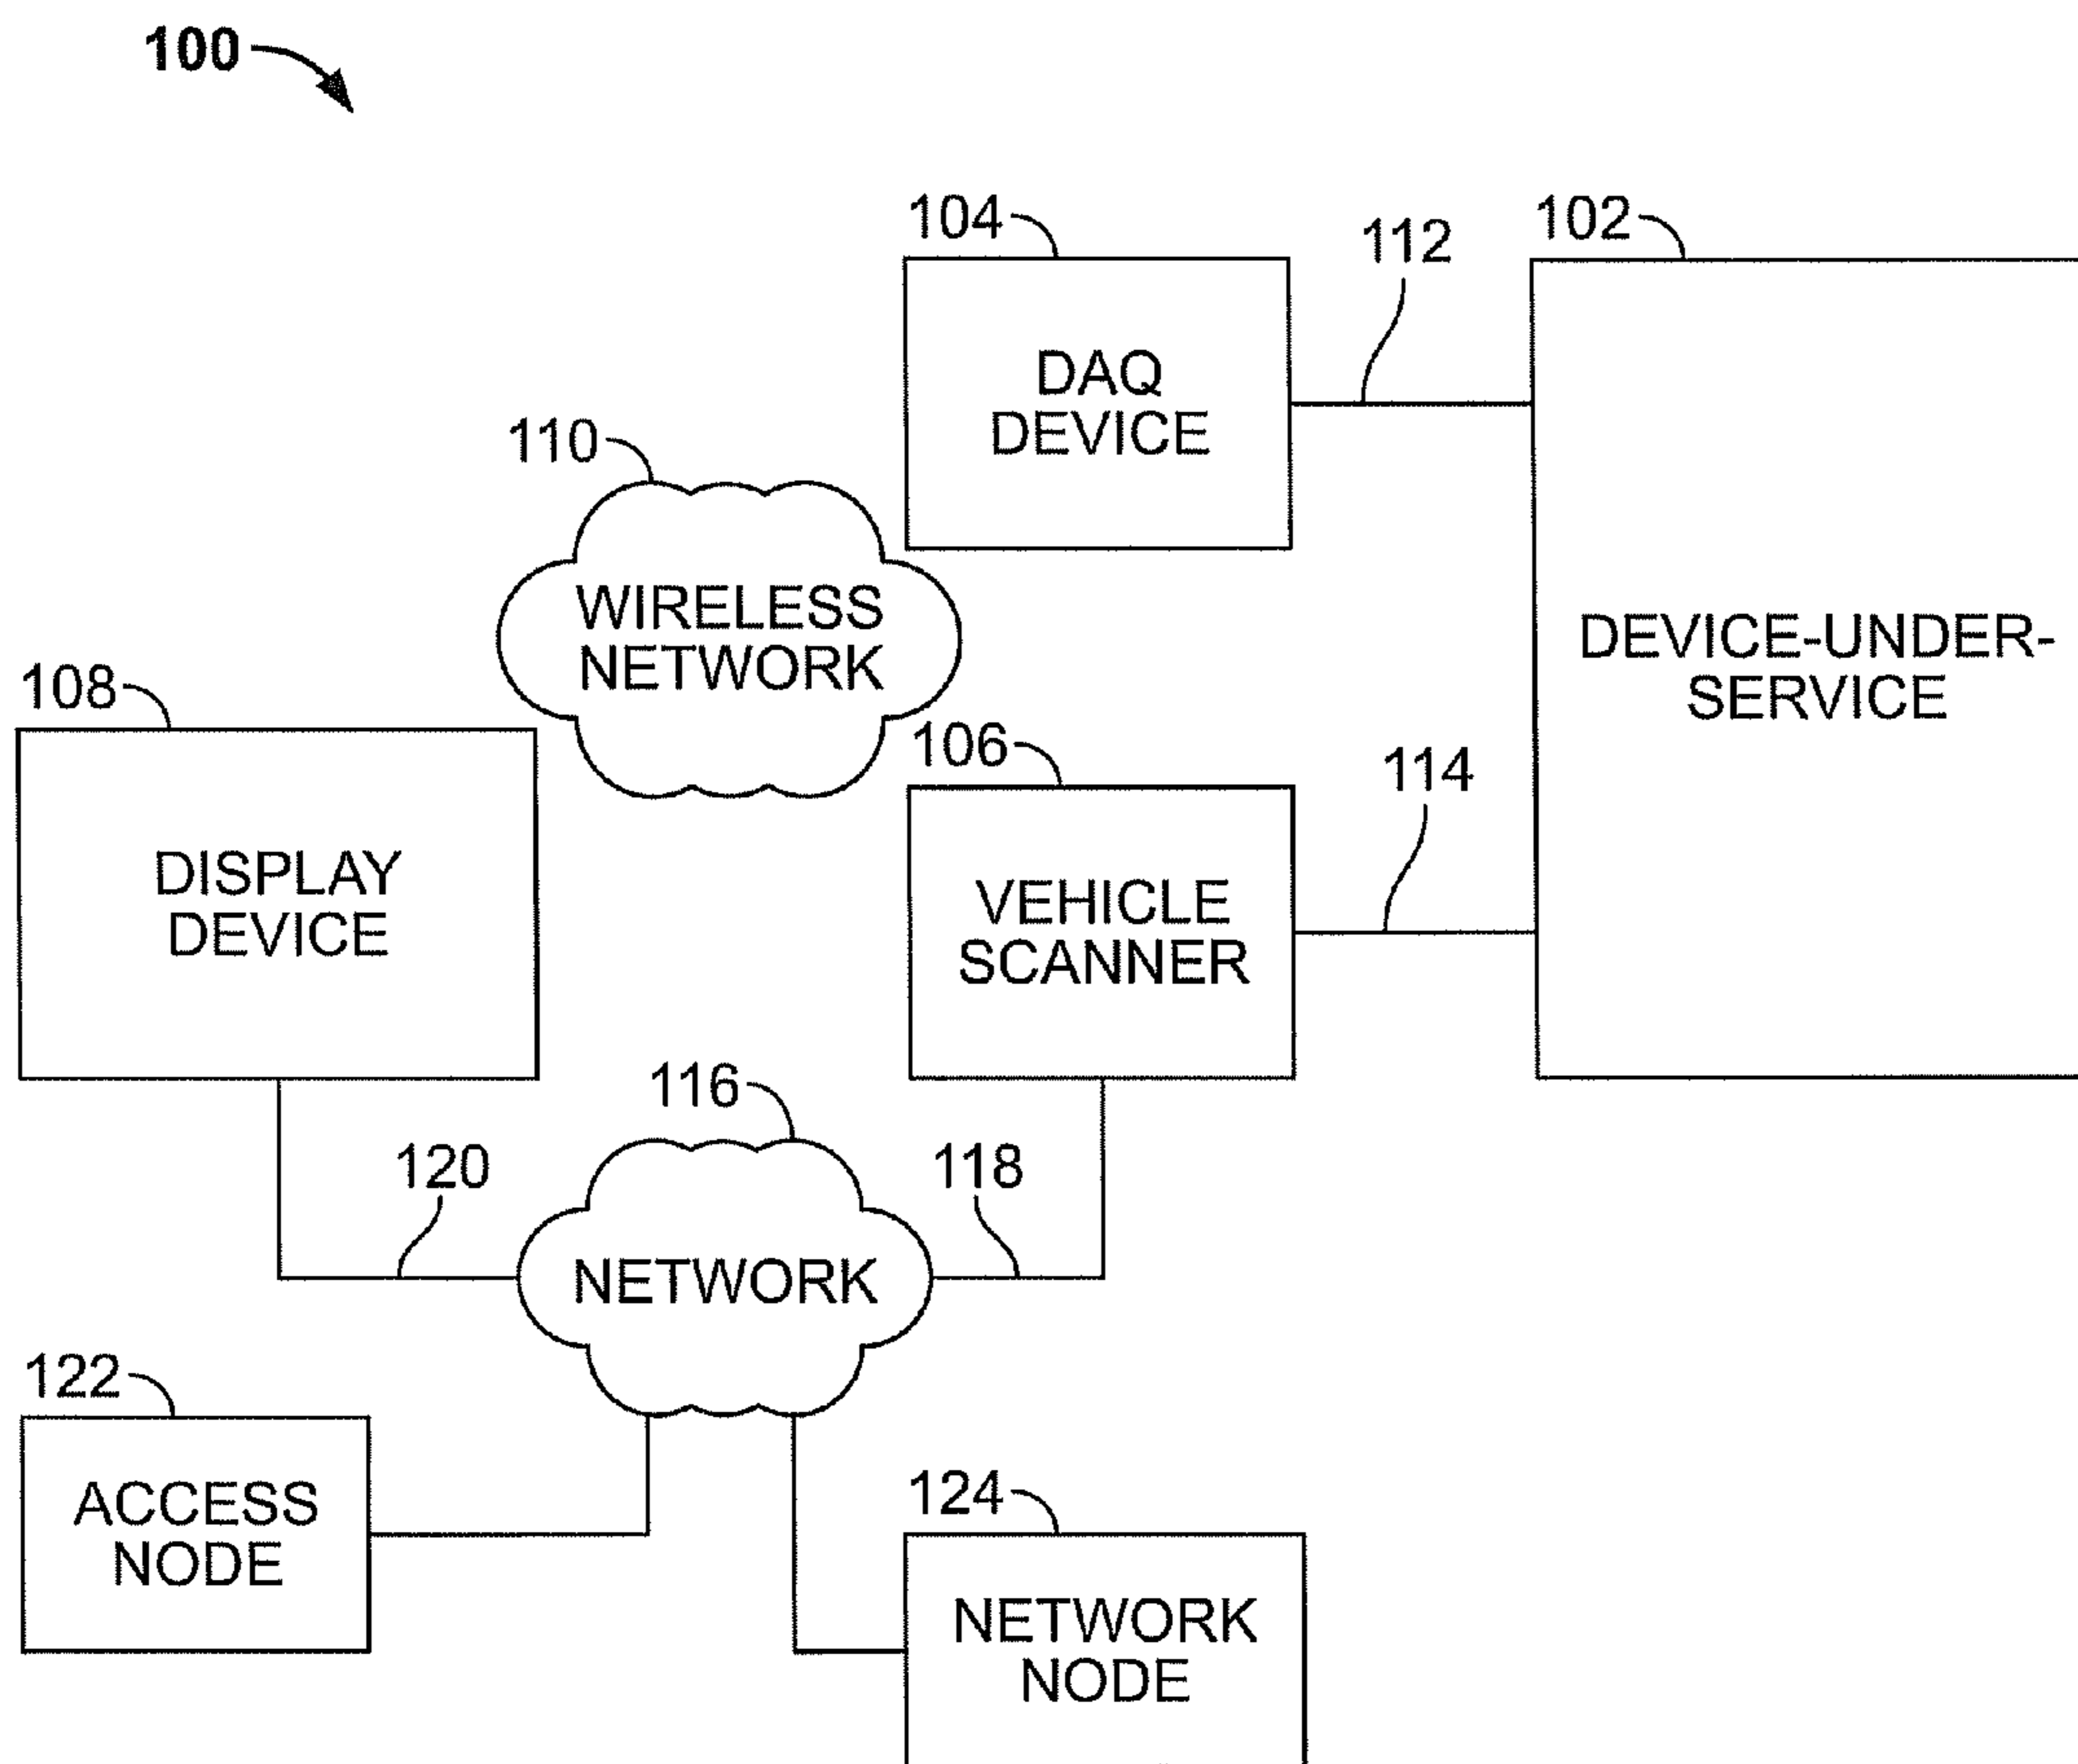 100
104
112
102
DAQ
DEVICE
110
WIRELESS
NETWORK
DEVICE-UNDER-
SERVICE
108
106
114
DISPLAY
DEVICE
VEHICLE
SCANNER
116
120
118
NETWORK
122
ACCESS
NODE
124
NETWORK
NODE